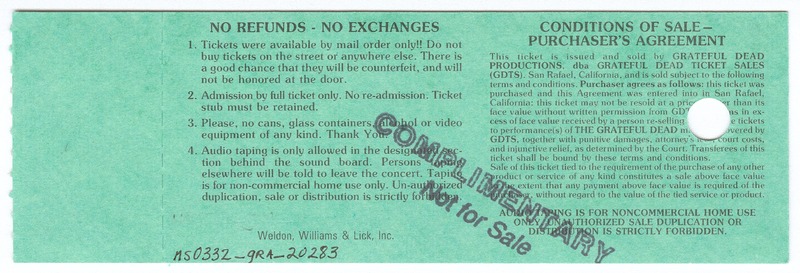 NO REFUNDS - NO EXCHANGES
1. Tickets were available by mail order only!! Do not
buy tickets on the street or anywhere else. There is
a good chance that they will be counterfeit, and will
not be honored at the door.
2. Admission by full ticket only. No re-admission. Ticket
stub must be retained.
3. Please, no cans, glass containers, alcohol or video
equipment of any kind. Thank You.
4. Audio taping is only allowed in the designated sec-
tion behind the sound board. Persons taping
elsewhere will be told to leave the concert. Taping
is for non-commercial home use only. Un-authorized
duplication, sale or distribution is strictly forbidden.
Weldon, Williams & Lick, Inc.
MS0332_gRA_20283
COMPLIMENTARY
Not for Sale
CONDITIONS OF SALE—
PURCHASER'S AGREEMENT
This ticket is issued and sold by GRATEFUL DEAD
PRODUCTIONS. dba GRATEFUL DEAD TICKET SALES
(GDTS). San Rafael, California, and is sold subject to the following
terms and conditions. Purchaser agrees as follows: this ticket was
purchased and this Agreement was entered into in San Rafael,
California: this ticket may not be resold at a price than its
face value without written permission from in ex-
cess of face value received by a person re-selling tickets
to performance(s) of THE GRATEFUL DEAD covered by
GDTS, together with punitive damages, attorney's court costs,
and injunctive relief, as determined by the Court. Transferees of this
ticket shall be bound by these terms and conditions.
Sale of this ticket tied to the requirement of the purchase of any other
product or service of any kind constitutes a sale above face value
to the extent that any payment above face value is required of the
without regard to the value of the tied service or product.
AUDIO TAPING IS FOR NONCOMMERCIAL HOME USE
ONLY. UNAUTHORIZED SALE DUPLICATION OR
DISTRIBUTION IS STRICTLY FORBIDDEN.